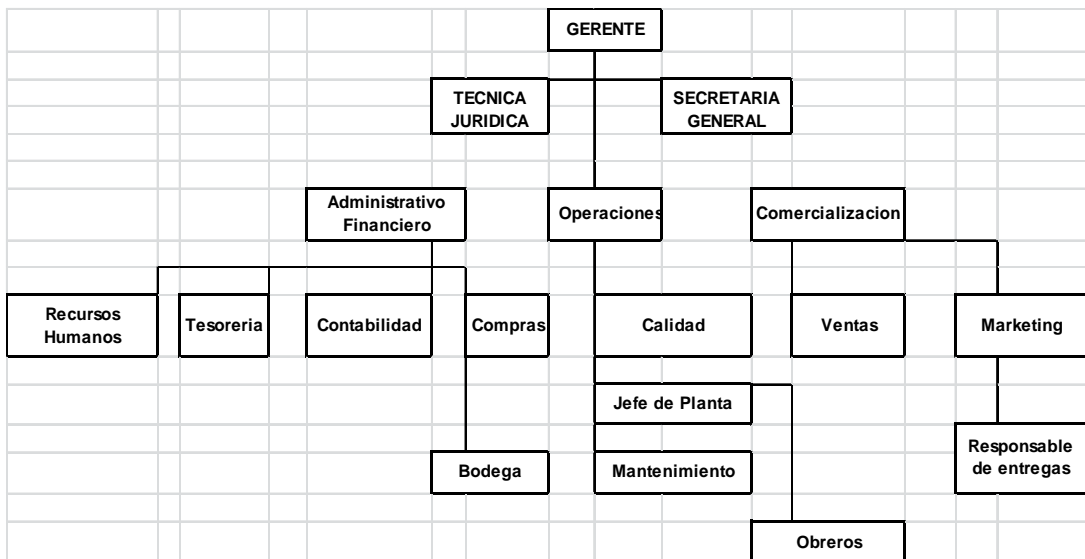 GERENTE
TECNICA
JURIDICA
SECRETARIA
GENERAL
Administrativo
Financiero
Operaciones
Comercializacion
Recursos
Humanos
Tesoreria
Contabilidad
Compras
Calidad
Ventas
Marketing
Jefe de Planta
Bodega
Mantenimiento
Responsable
de entregas
Obreros